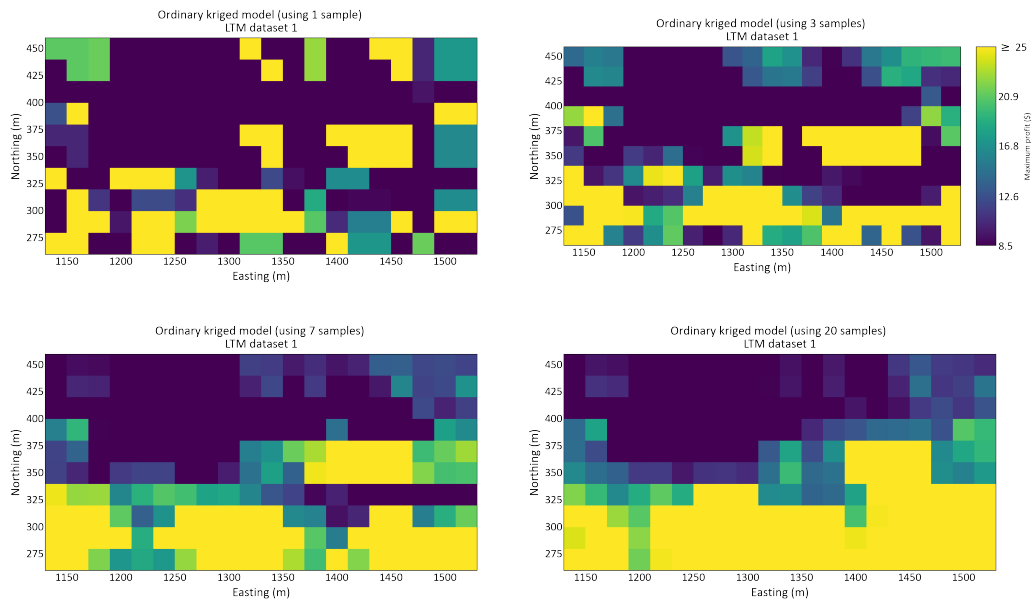 Ordinary kriged model (using 1 sample)
LTM dataset 1
450
425
400
375
350
325
300
275
Northing (m)
1150 1200 1250 1300 1350 1400 1450 1500
Easting (m)
Ordinary kriged model (using 3 samples)
LTM dataset 1
450
425
400
375
350
325
300
275
Northing (m)
1150 1200 1250 1300 1350 1400 1450 1500
Easting (m)
≥ 25
20.9
16.8
12.6
8.5
Maximum profit ($)
Ordinary kriged model (using 7 samples)
LTM dataset 1
450
425
400
375
350
325
300
275
Northing (m)
1150 1200 1250 1300 1350 1400 1450 1500
Easting (m)
Ordinary kriged model (using 20 samples)
LTM dataset 1
450
425
400
375
350
325
300
275
Northing (m)
1150 1200 1250 1300 1350 1400 1450 1500
Easting (m)